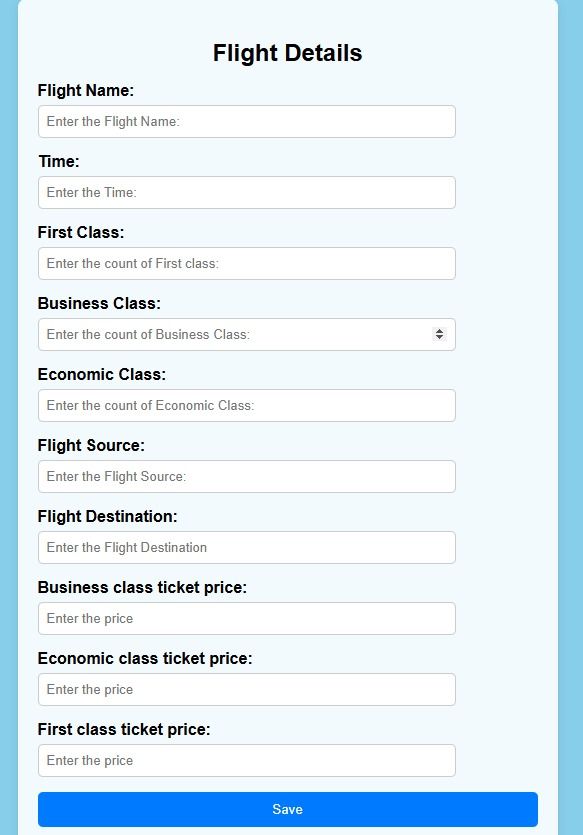 Flight Details
Flight Name:
Enter the Flight Name:
Time:
Enter the Time:
First Class:
Enter the count of First class:
Business Class:
Enter the count of Business Class:
Economic Class:
Enter the count of Economic Class:
Flight Source:
Enter the Flight Source:
Flight Destination:
Enter the Flight Destination
Business class ticket price:
Enter the price
Economic class ticket price:
Enter the price
First class ticket price:
Enter the price
Save